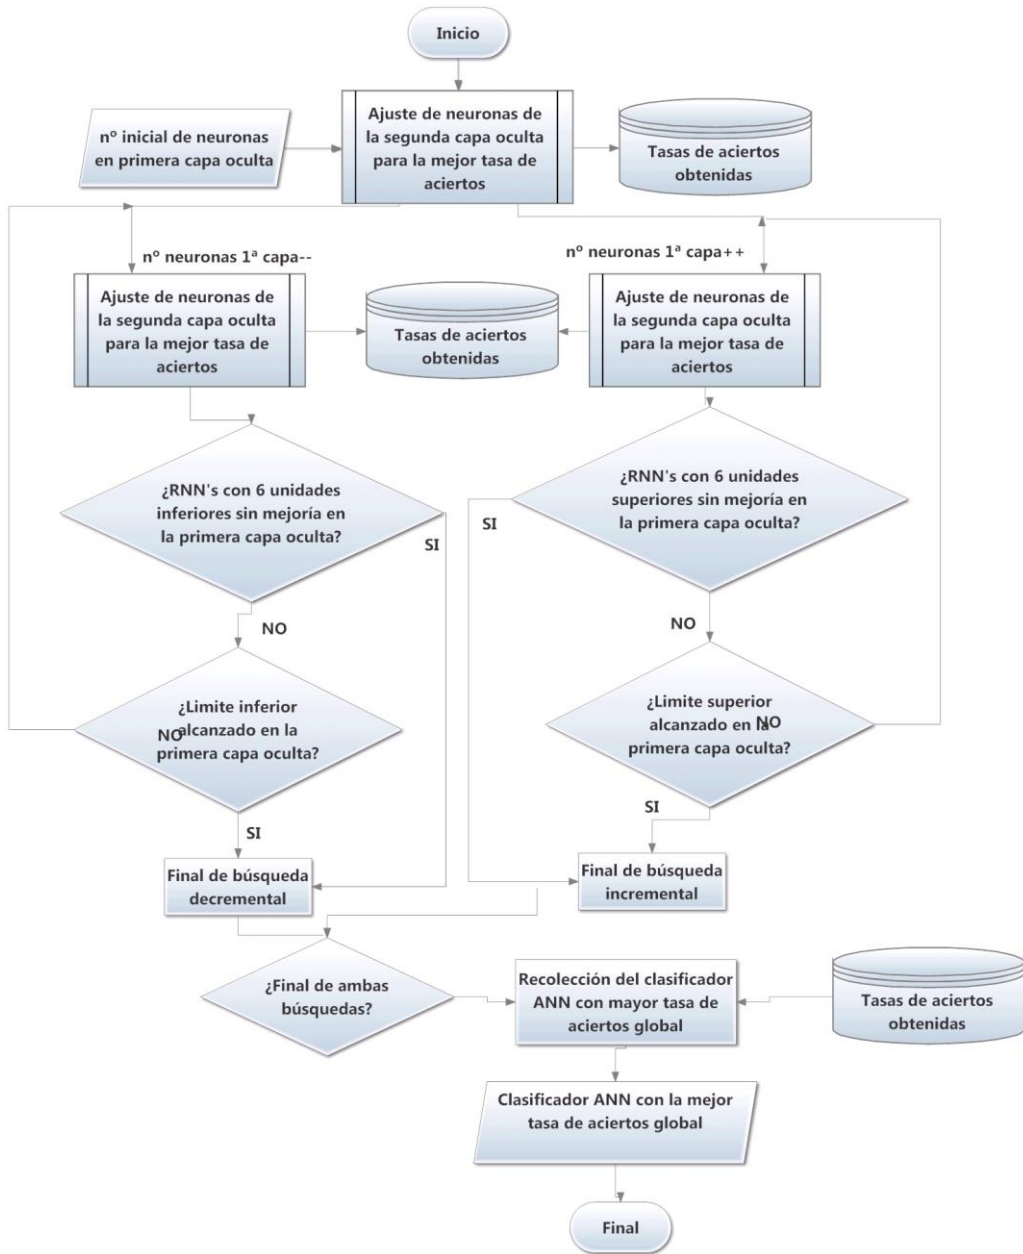 Inicio
nº inicial de neuronas
en primera capa oculta
Ajuste de neuronas de
la segunda capa oculta
para la mejor tasa de
aciertos
Tasas de aciertos
obtenidas
nº neuronas 1ª capa--
nº neuronas 1ª capa++
Ajuste de neuronas de
la segunda capa oculta
para la mejor tasa de
aciertos
Tasas de aciertos
obtenidas
Ajuste de neuronas de
la segunda capa oculta
para la mejor tasa de
aciertos
¿RNN's con 6 unidades
inferiores sin mejoría en
la primera capa oculta?
SI
NO
¿RNN's con 6 unidades
superiores sin mejoría en
la primera capa oculta?
SI
NO
¿Limite inferior
alcanzado en la
primera capa oculta?
NO
SI
¿Limite superior
alcanzado en la
primera capa oculta?
NO
SI
Final de búsqueda
decremental
Final de búsqueda
incremental
¿Final de ambas
búsquedas?
Recolección del clasificador
ANN con mayor tasa de
aciertos global
Tasas de aciertos
obtenidas
Clasificador ANN con la mejor
tasa de aciertos global
Final